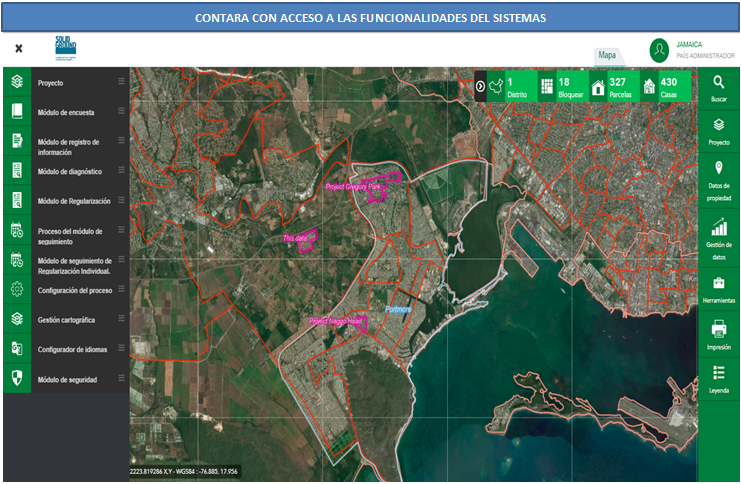 CONTARA CON ACCESO A LAS FUNCIONALIDADES DEL SISTEMAS
SOLID
Mapa
JAMAICA
PAÍS ADMINISTRADOR
Proyecto
Módulo de encuesta
Módulo de registro de
información
Módulo de diagnóstico
Módulo de Regularización
Proceso del módulo de
seguimiento
Módulo de seguimiento de
Regularización Individual.
Configuración del proceso
Gestión cartográfica
Configurador de idiomas
Módulo de seguridad
1
Distrito
18
Bloquear
327
Parcelas
430
Casas
Project Gregory Park
This data
Portmore
Project Naggo Head
2223.819286 X,Y - WGS84 : -76.885, 17.956
Buscar
Proyecto
Datos de
propiedad
Gestión de
datos
Herramientas
Impresión
Leyenda